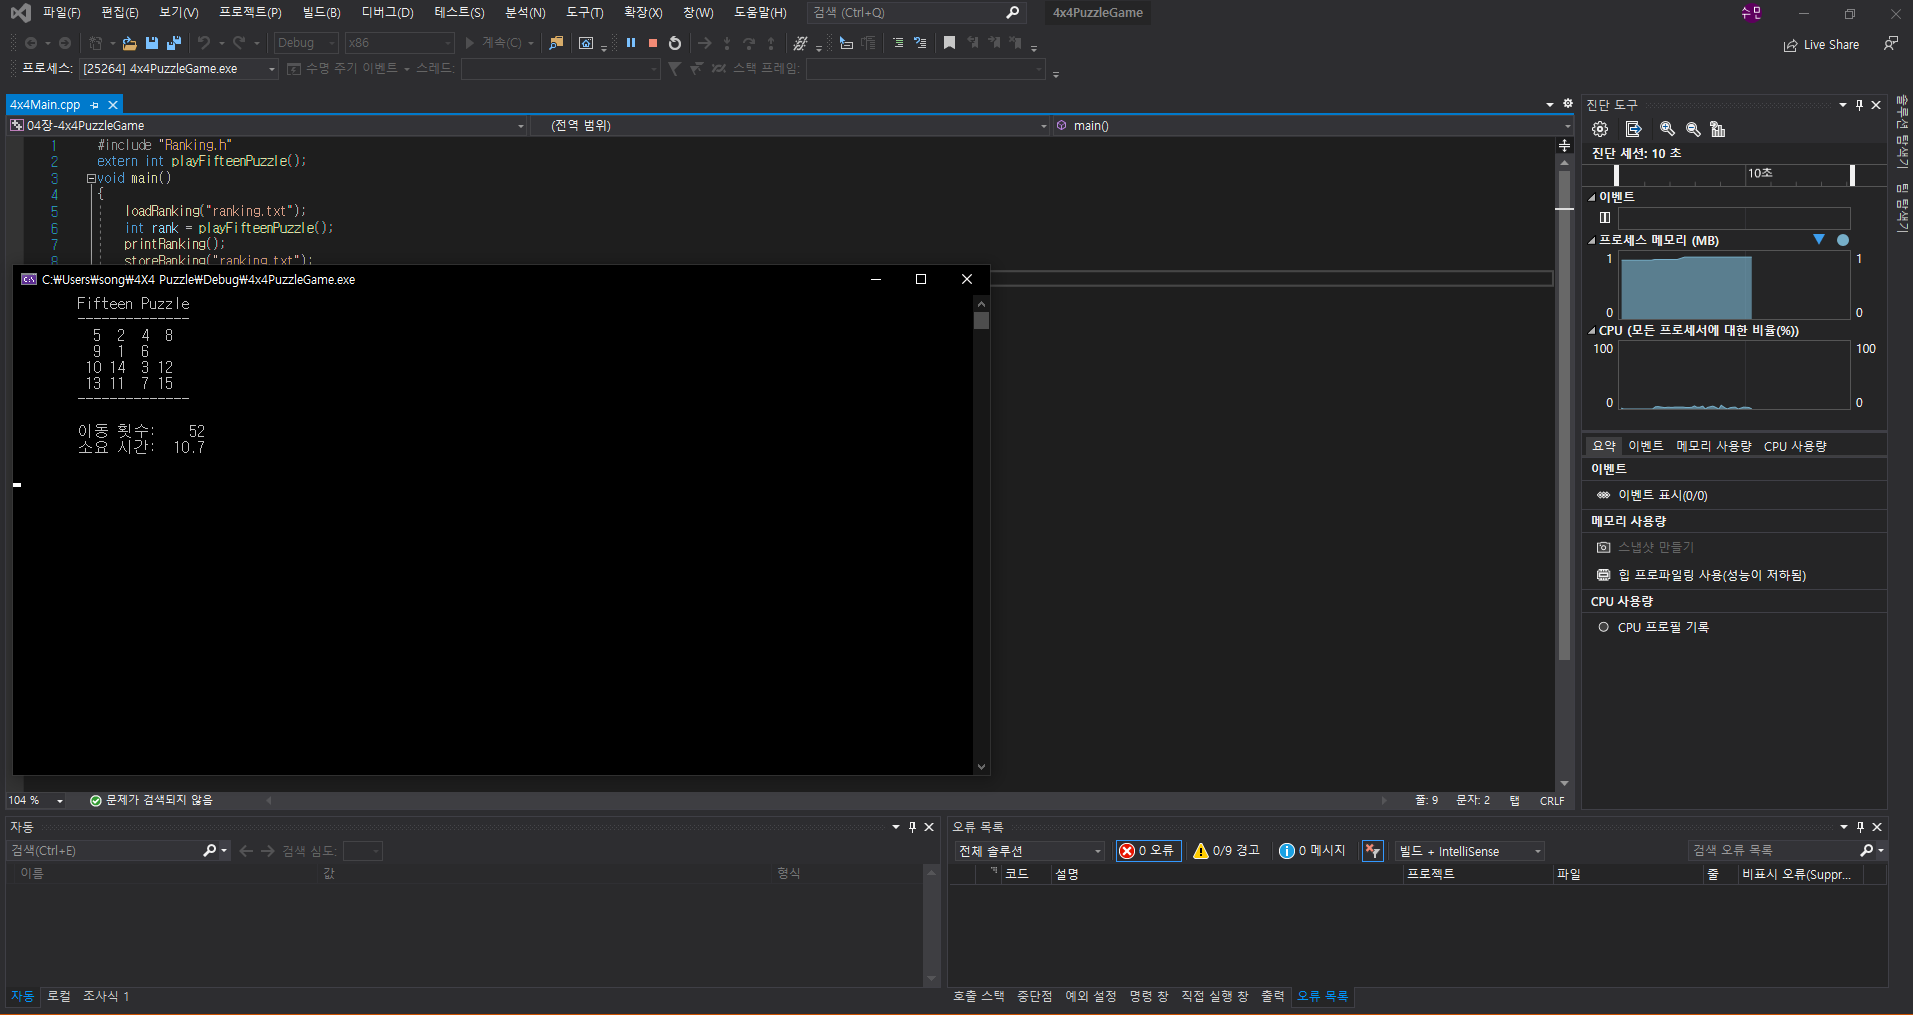 파일(F) 편집(E) 보기(V) 프로젝트(P) 빌드(B) 디버그(D) 테스트(S) 분석(N) 도구(T) 확장(X) 창(W) 도움말(H) 검색 (Ctrl+Q) 4x4PuzzleGame 수민
Debug x86 계속(C) Live Share
프로세스: [25264] 4x4PuzzleGame.exe 수명 주기 이벤트 스레드: 스택 프레임:
4x4Main.cpp
04장-4x4PuzzleGame (전역 범위) main()
1 #include "Ranking.h"
2 extern int playFifteenPuzzle();
3 void main()
4 {
5 loadRanking("ranking.txt");
6 int rank = playFifteenPuzzle();
7 printRanking();
8 storeRanking("ranking.txt");
C:₩Users₩song₩4X4 Puzzle₩Debug₩4x4PuzzleGame.exe
Fifteen Puzzle
--------------
5 2 4 8
9 1 6
10 14 3 12
13 11 7 15
--------------
이동 횟수: 52
소요 시간: 10.7
104 % 문제가 검색되지 않음 줄: 9 문자: 2 탭 CRLF
진단 도구
진단 세션: 10 초
10초
이벤트
프로세스 메모리 (MB)
1 1
0 0
CPU (모든 프로세서에 대한 비율(%))
100 100
0 0
요약 이벤트 메모리 사용량 CPU 사용량
이벤트
이벤트 표시(0/0)
메모리 사용량
스냅샷 만들기
힙 프로파일링 사용(성능이 저하됨)
CPU 사용량
CPU 프로필 기록
솔루션 탐색기
팀 탐색기
자동
검색(Ctrl+E) 검색 심도:
이름 값 형식
자동 로컬 조사식 1
오류 목록
전체 솔루션 0 오류 0/9 경고 0 메시지 빌드 + IntelliSense 검색 오류 목록
코드 설명 프로젝트 파일 줄 비표시 오류(Suppr...
호출 스택 중단점 예외 설정 명령 창 직접 실행 창 출력 오류 목록